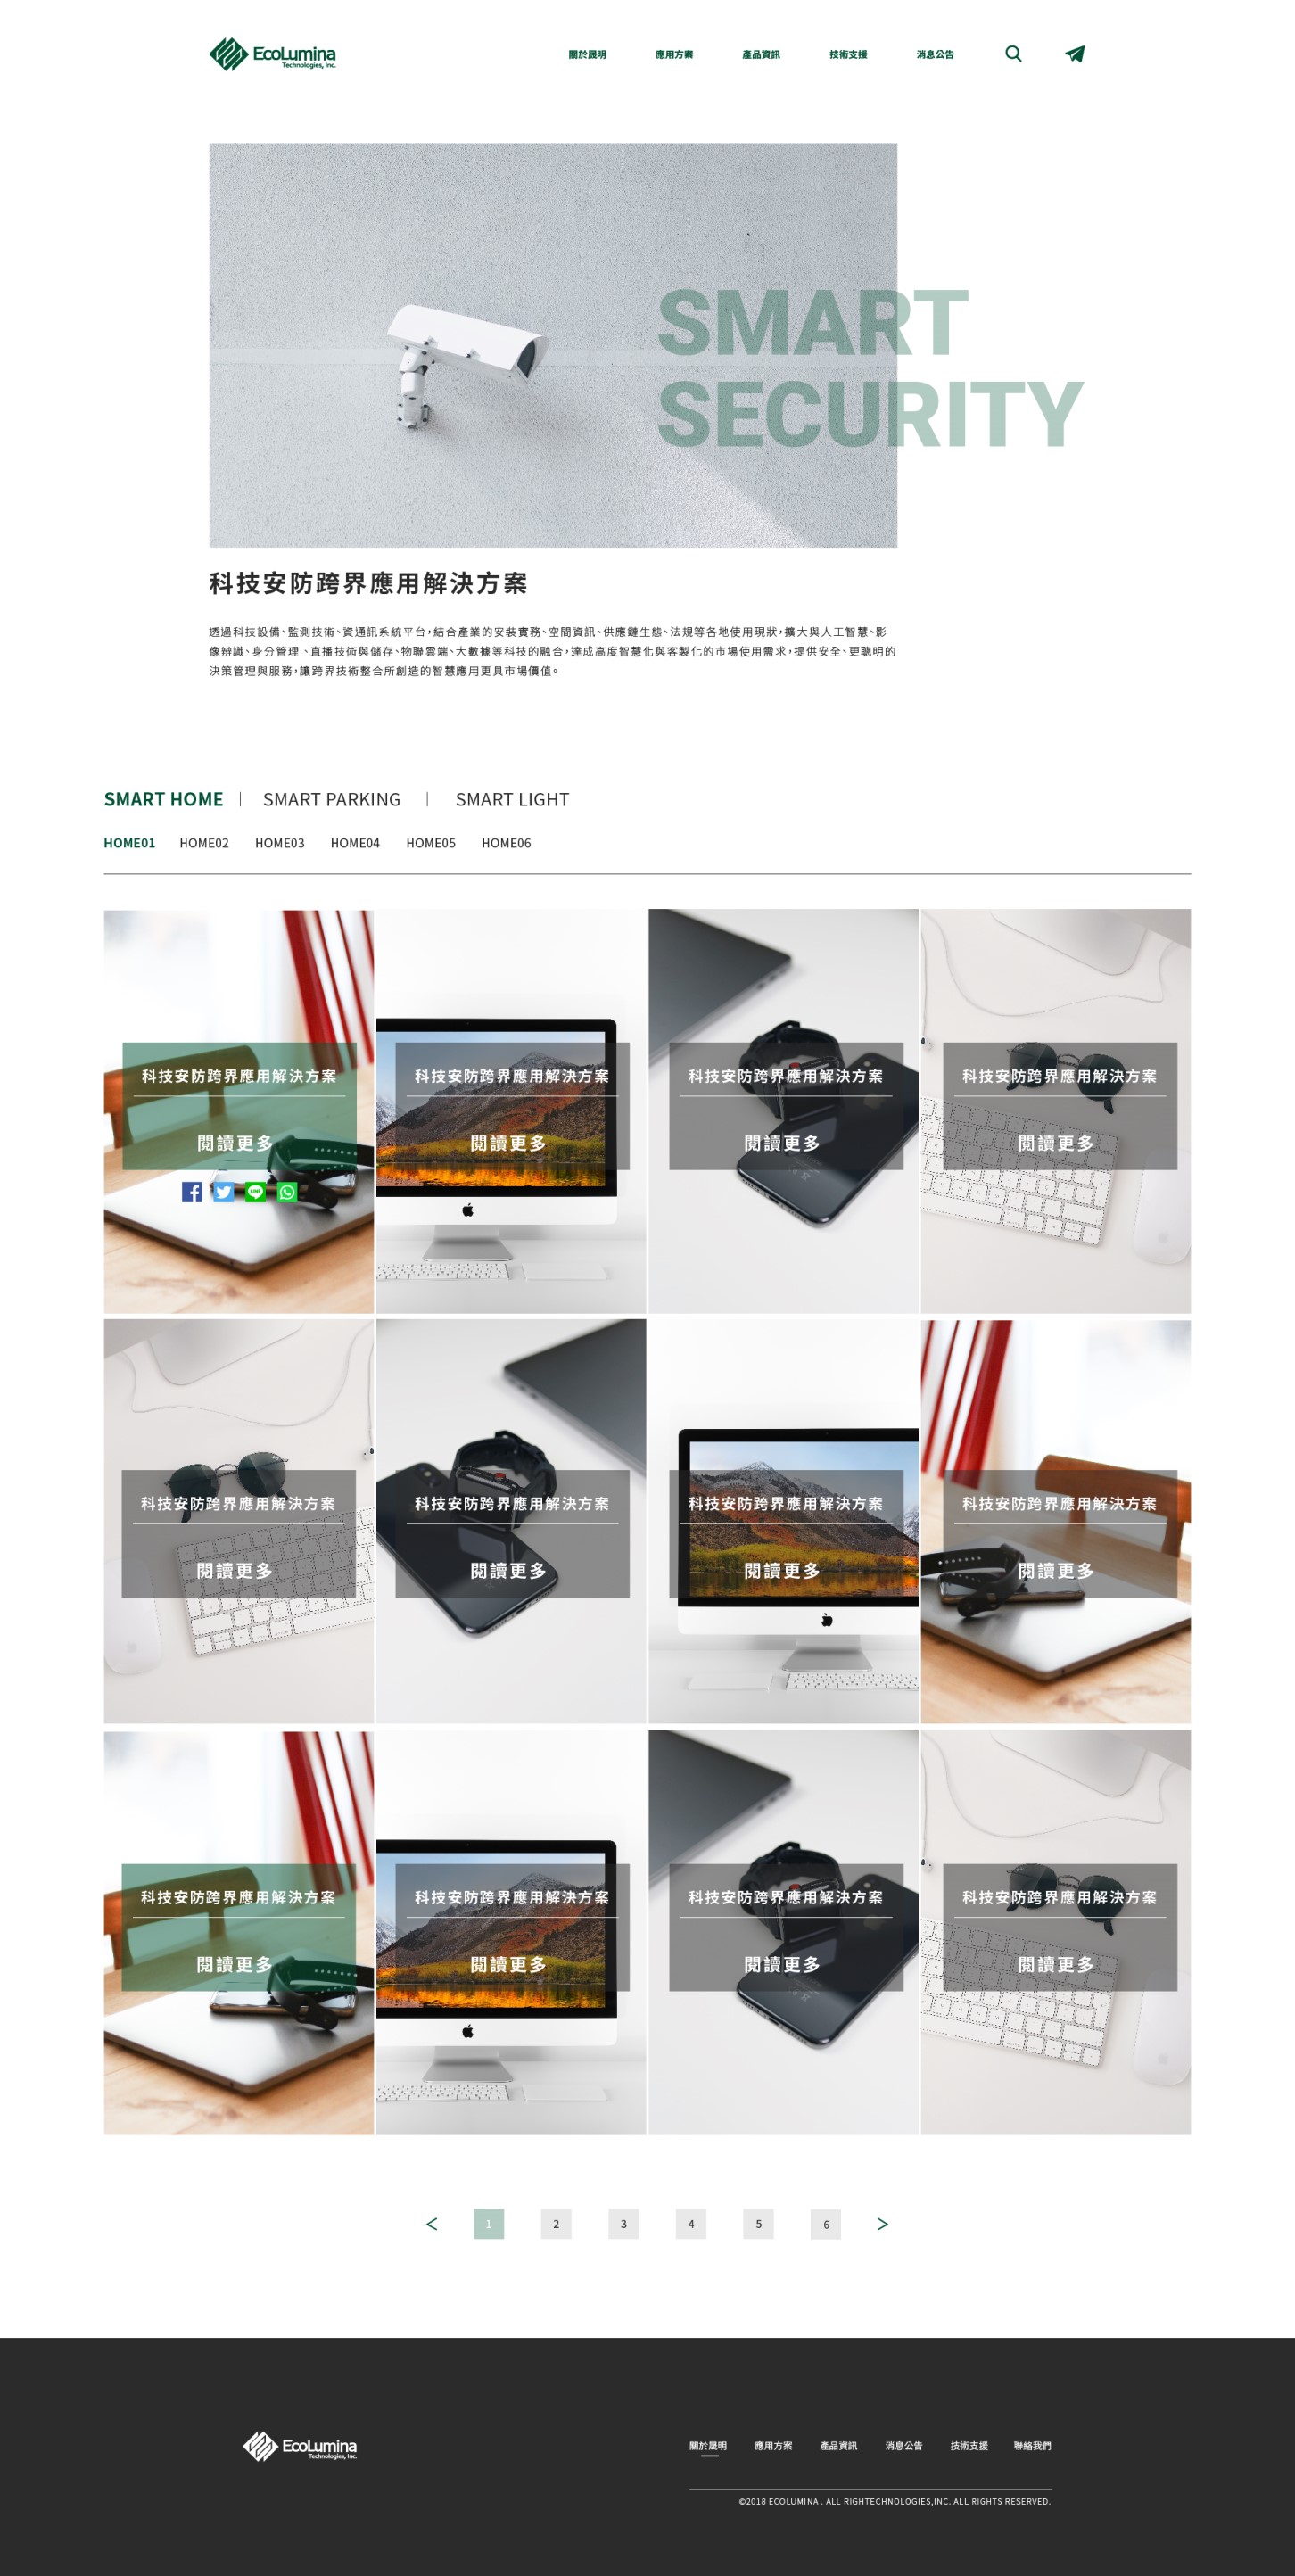 EcoLumina
Technologies, Inc.
關於晟明 應用方案 產品資訊 技術支援 消息公告
SMART
SECURITY
科技安防跨界應用解決方案
透過科技設備、監測技術、資通訊系統平台,結合產業的安裝實務、空間資訊、供應鏈生態、法規等各地使用現狀,擴大與人工智慧、影
像辨識、身分管理 、直播技術與儲存、物聯雲端、大數據等科技的融合,達成高度智慧化與客製化的市場使用需求,提供安全、更聰明的
決策管理與服務,讓跨界技術整合所創造的智慧應用更具市場價值。
SMART HOME | SMART PARKING | SMART LIGHT
HOME01 HOME02 HOME03 HOME04 HOME05 HOME06
科技安防跨界應用解決方案 科技安防跨界應用解決方案 科技安防跨界應用解決方案 科技安防跨界應用解決方案
閱讀更多 閱讀更多 閱讀更多 閱讀更多
科技安防跨界應用解決方案 科技安防跨界應用解決方案 科技安防跨界應用解決方案 科技安防跨界應用解決方案
閱讀更多 閱讀更多 閱讀更多 閱讀更多
科技安防跨界應用解決方案 科技安防跨界應用解決方案 科技安防跨界應用解決方案 科技安防跨界應用解決方案
閱讀更多 閱讀更多 閱讀更多 閱讀更多
< 1 2 3 4 5 6 >
EcoLumina
Technologies, Inc.
關於晟明 應用方案 產品資訊 消息公告 技術支援 聯絡我們
©2018 ECOLUMINA . ALL RIGHTECHNOLOGIES,INC. ALL RIGHTS RESERVED.